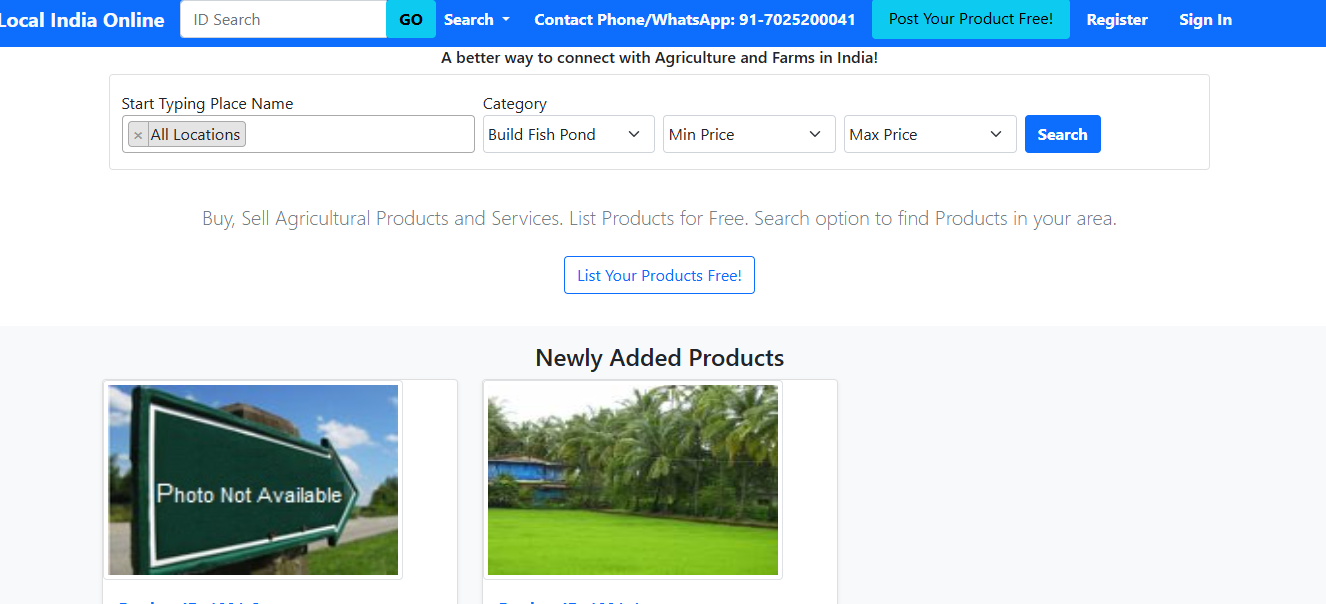 Local India Online ID Search GO Search Contact Phone/WhatsApp: 91-7025200041 Post Your Product Free! Register Sign In
A better way to connect with Agriculture and Farms in India!
Start Typing Place Name Category
× All Locations Build Fish Pond Min Price Max Price Search
Buy, Sell Agricultural Products and Services. List Products for Free. Search option to find Products in your area.
List Your Products Free!
Newly Added Products
Photo Not Available